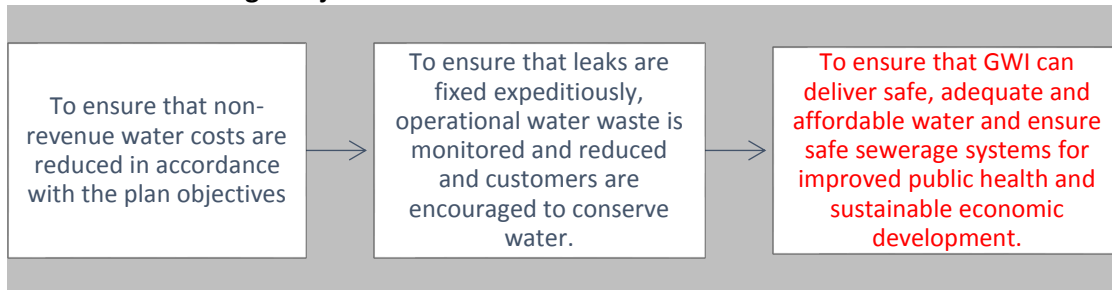 To ensure that non-
revenue water costs are
reduced in accordance
with the plan objectives
To ensure that leaks are
fixed expeditiously,
operational water waste is
monitored and reduced
and customers are
encouraged to conserve
water.
To ensure that GWI can
deliver safe, adequate and
affordable water and ensure
safe sewerage systems for
improved public health and
sustainable economic
development.